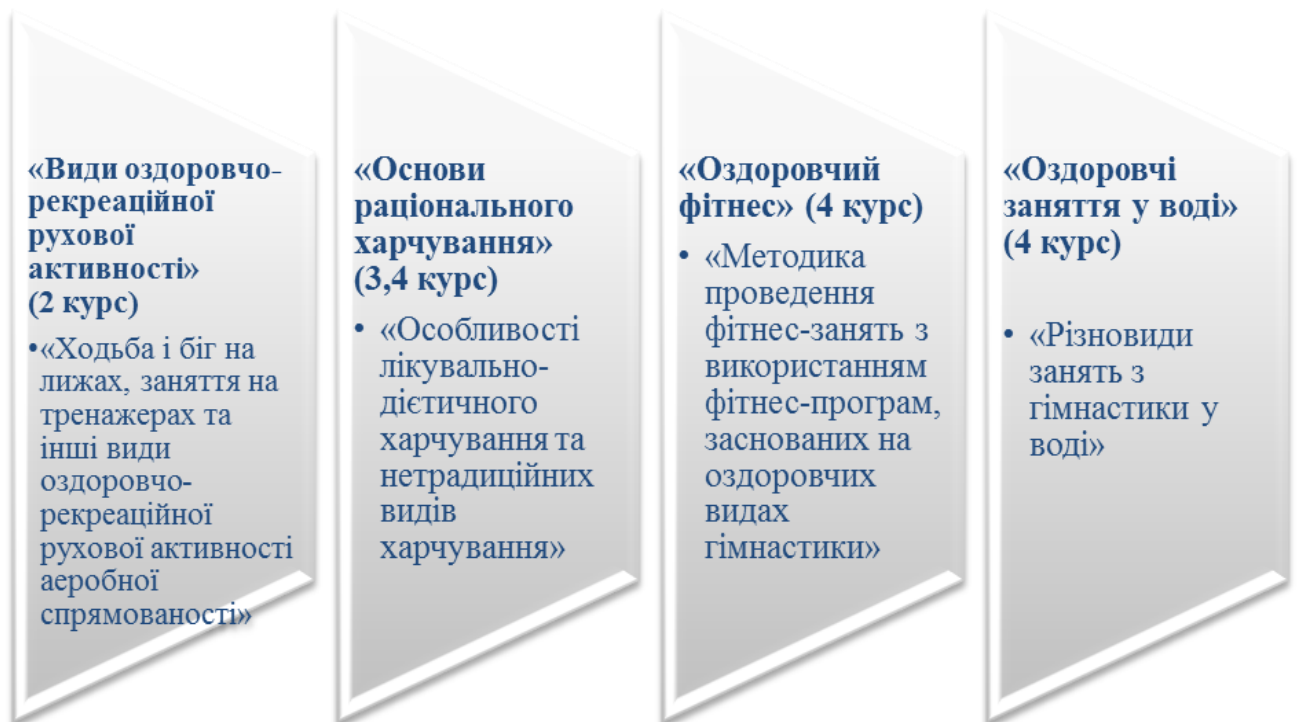 «Види оздоровчо-
рекреаційної
рухової
активності»
(2 курс)
•«Ходьба і біг на
лижах, заняття на
тренажерах та
інші види
оздоровчо-
рекреаційної
рухової активності
аеробної
спрямованості»
«Основи
раціонального
харчування»
(3,4 курс)
• «Особливості
лікувально-
дієтичного
харчування та
нетрадиційних
видів
харчування»
«Оздоровчий
фітнес» (4 курс)
• «Методика
проведення
фітнес-занять з
використанням
фітнес-програм,
заснованих на
оздоровчих
видах
гімнастики»
«Оздоровчі
заняття у воді»
(4 курс)
• «Різновиди
занять з
гімнастики у
воді»